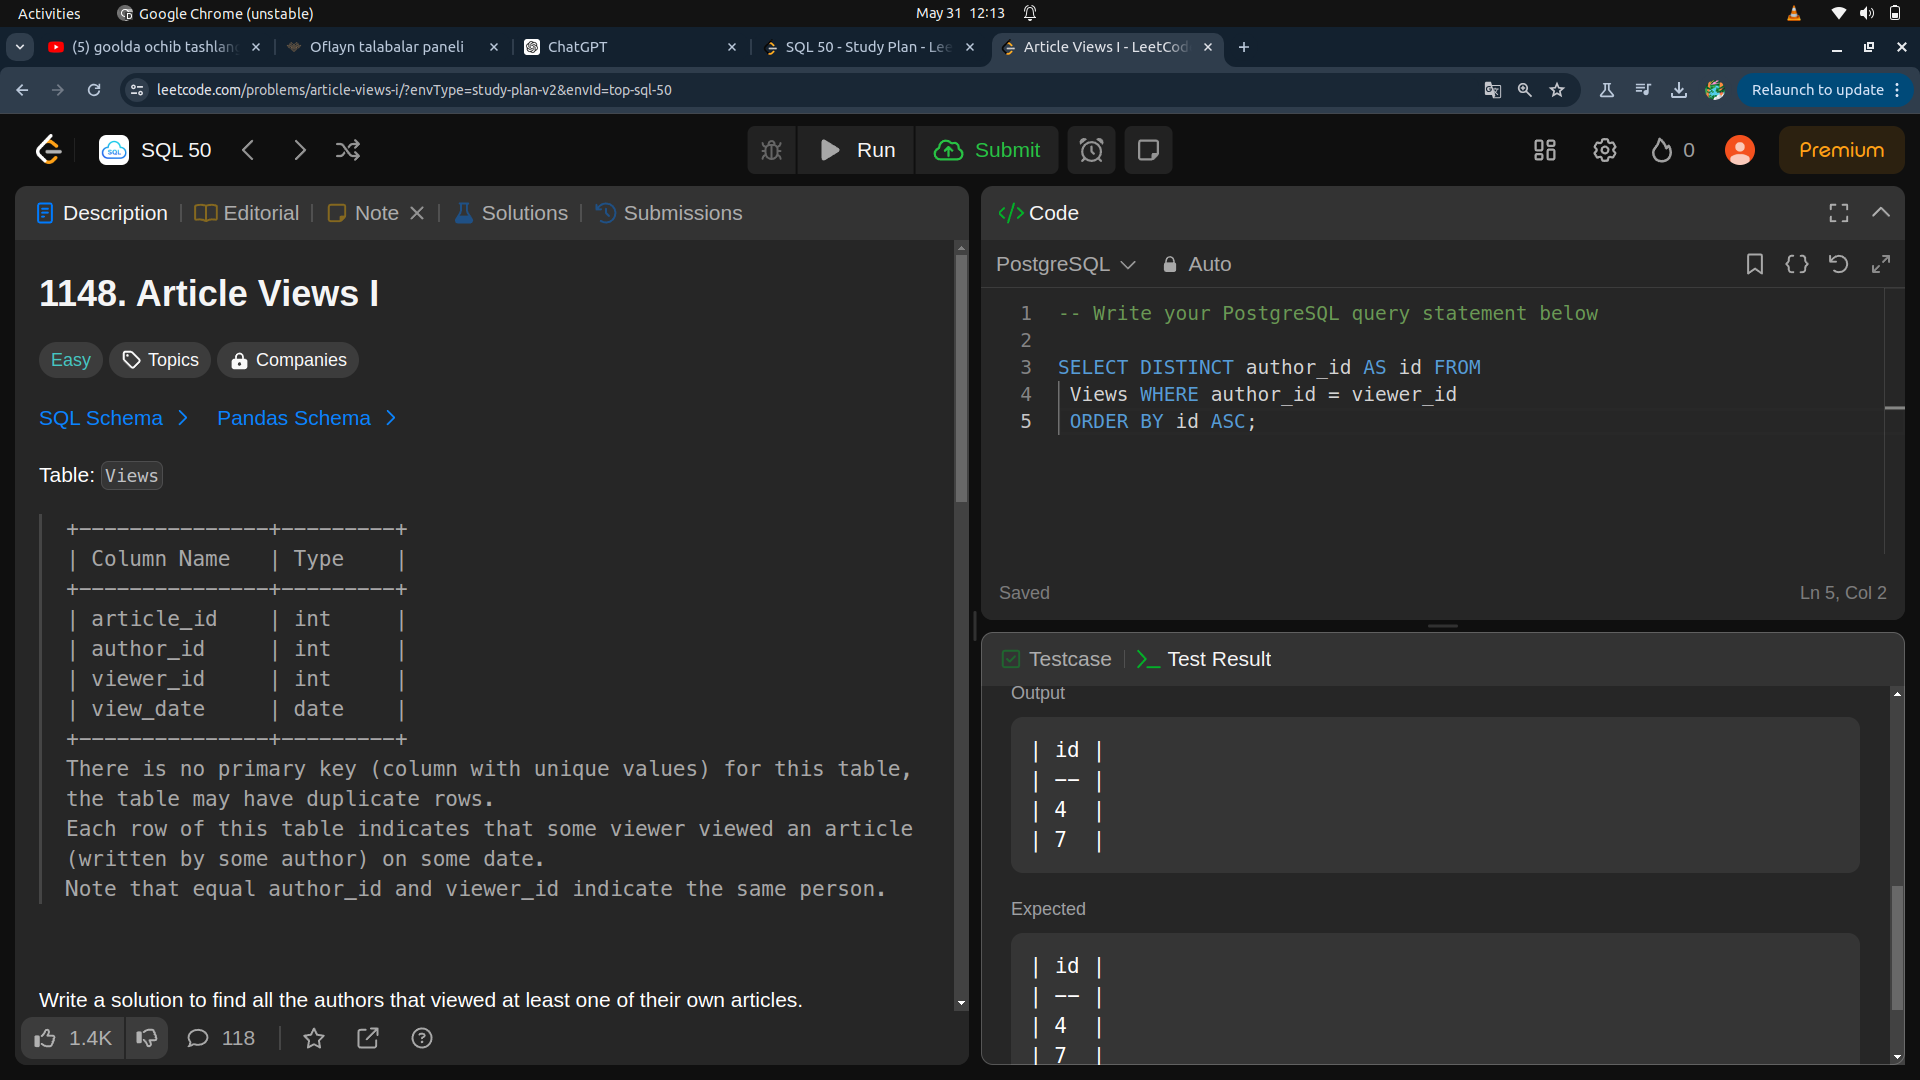 Activities
Google Chrome (unstable)
May 31 12:13
(5) goolda ochib tashlang
Oflayn talabalar paneli
ChatGPT
SQL 50 - Study Plan - Lee
Article Views I - LeetCod
leetcode.com/problems/article-views-i/?envType=study-plan-v2&envId=top-sql-50
Relaunch to update
SQL 50
Run
Submit
0
Premium
Description
Editorial
Note
Solutions
Submissions
1148. Article Views I
Easy
Topics
Companies
SQL Schema
Pandas Schema
Table: Views
+---------------+---------+
| Column Name   | Type    |
+---------------+---------+
| article_id    | int     |
| author_id     | int     |
| viewer_id     | int     |
| view_date     | date    |
+---------------+---------+
There is no primary key (column with unique values) for this table,
the table may have duplicate rows.
Each row of this table indicates that some viewer viewed an article
(written by some author) on some date.
Note that equal author_id and viewer_id indicate the same person.
Write a solution to find all the authors that viewed at least one of their own articles.
1.4K
118
Code
PostgreSQL
Auto
1 -- Write your PostgreSQL query statement below
2
3 SELECT DISTINCT author_id AS id FROM
4 Views WHERE author_id = viewer_id
5 ORDER BY id ASC;
Saved
Ln 5, Col 2
Testcase
Test Result
Output
| id |
| -- |
| 4  |
| 7  |
Expected
| id |
| -- |
| 4  |
| 7  |